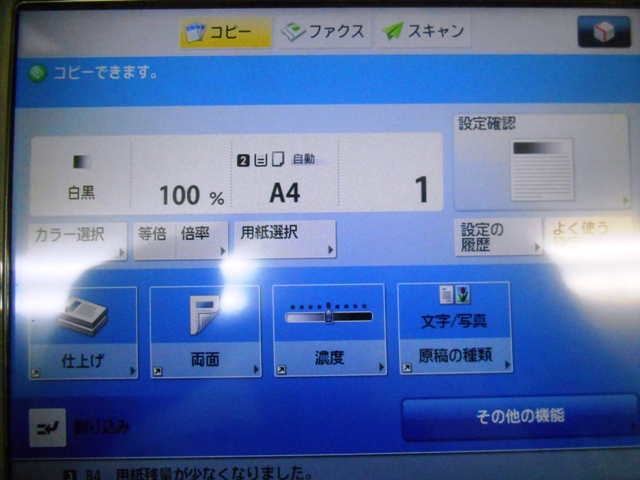 コピー ファクス スキャン
コピーできます。
設定確認
2 自動
白黒 100 % A4 1
カラー選択 等倍 倍率 用紙選択
設定の
履歴
よく使う
文字/写真
仕上げ 両面 濃度 原稿の種類
割り込み
その他の機能
3 B4 用紙残量が少なくなりました。